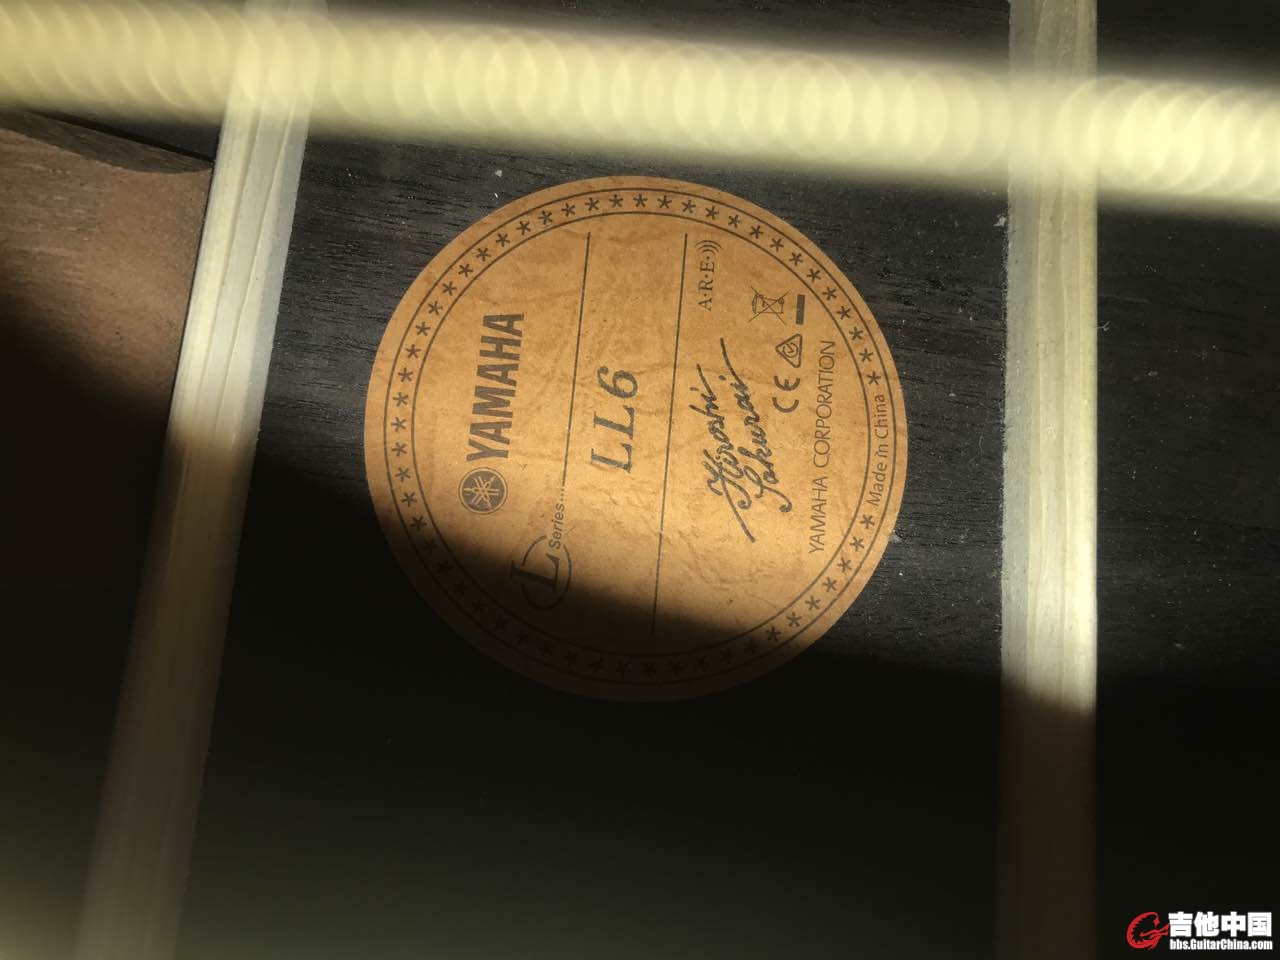 YAMAHA
L Series....
LL6
A·R·E·
Hiroshi
Sakurai
CE
YAMAHA CORPORATION
Made in China
吉他中国
bbs.GuitarChina.com